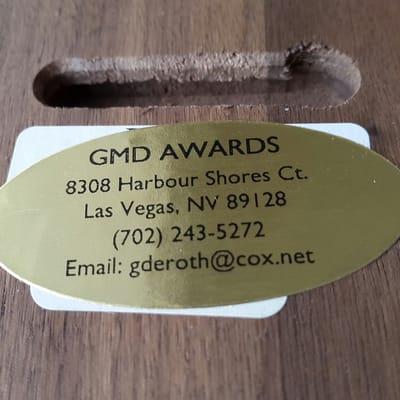 GMD AWARDS
8308 Harbour Shores Ct.
Las Vegas, NV 89128
(702) 243-5272
Email: gderoth@cox.net